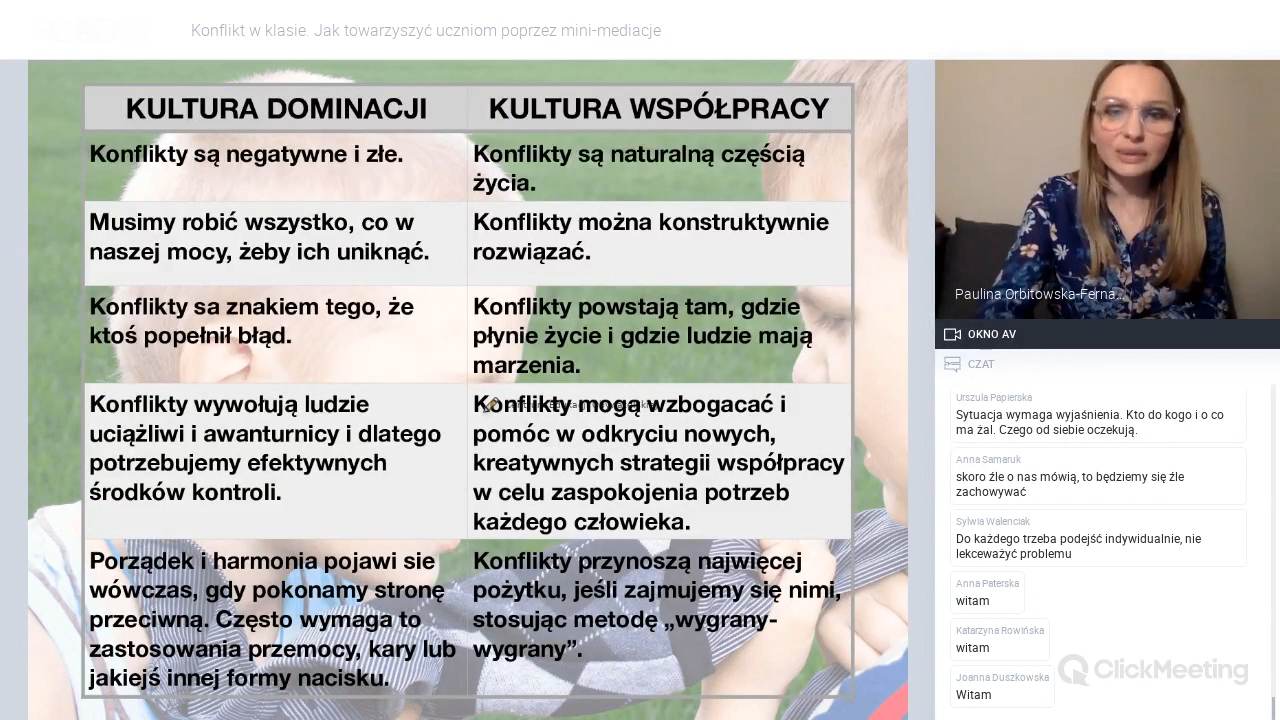 Konflikt w klasie. Jak towarzyszyć uczniom poprzez mini-mediacje
KULTURA DOMINACJI
KULTURA WSPÓŁPRACY
Konflikty są negatywne i złe.
Konflikty są naturalną częścią
życia.
Musimy robić wszystko, co w
naszej mocy, żeby ich uniknąć.
Konflikty można konstruktywnie
rozwiązać.
Konflikty sa znakiem tego, że
ktoś popełnił błąd.
Konflikty powstają tam, gdzie
płynie życie i gdzie ludzie mają
marzenia.
Konflikty wywołują ludzie
uciążliwi i awanturnicy i dlatego
potrzebujemy efektywnych
środków kontroli.
Konflikty mogą wzbogacać i
pomóc w odkryciu nowych,
kreatywnych strategii współpracy
w celu zaspokojenia potrzeb
każdego człowieka.
Porządek i harmonia pojawi sie
wówczas, gdy pokonamy stronę
przeciwną. Często wymaga to
zastosowania przemocy, kary lub
jakiejś innej formy nacisku.
Konflikty przynoszą najwięcej
pożytku, jeśli zajmujemy się nimi,
stosując metodę „wygrany-
wygrany”.
Paulina Orbitowska-Ferna...
OKNO AV
CZAT
Urszula Papierska
Sytuacja wymaga wyjaśnienia. Kto do kogo i o co
ma żal. Czego od siebie oczekują.
Anna Samaruk
skoro źle o nas mówią, to będziemy się źle
zachowywać
Sylwia Walenciak
Do każdego trzeba podejść indywidualnie, nie
lekceważyć problemu
Anna Paterska
witam
Katarzyna Rowińska
witam
Joanna Duszkowska
Witam
ClickMeeting